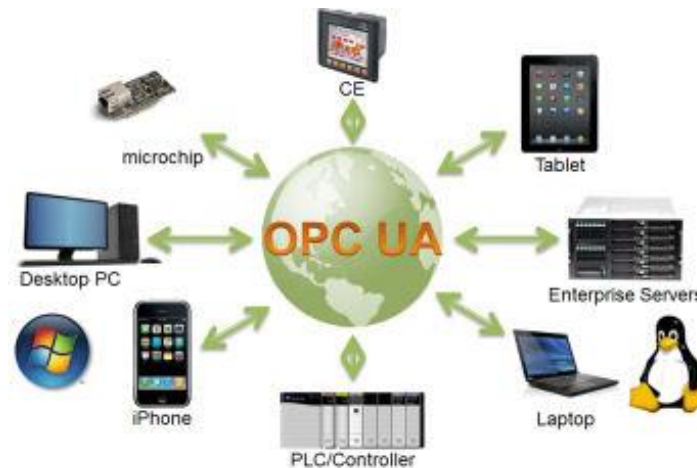 CE
microchip
Tablet
OPC UA
Desktop PC
Enterprise Servers
iPhone
Laptop
PLC/Controller